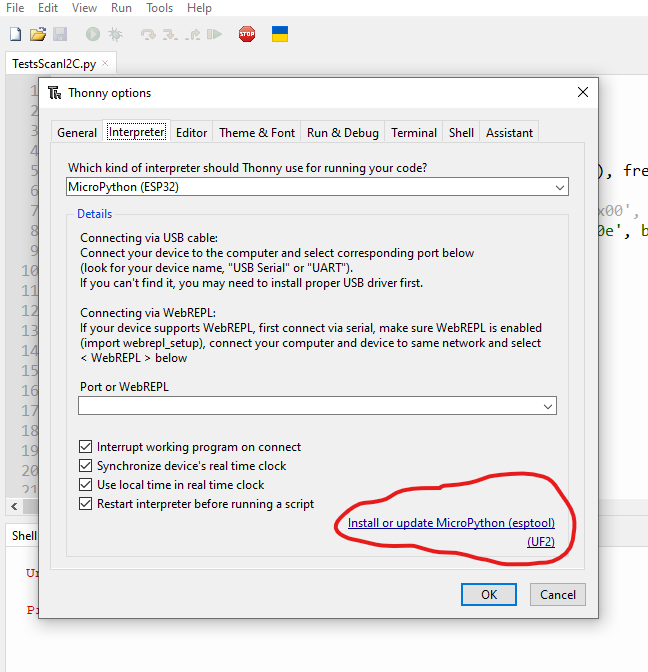 File Edit View Run Tools Help
STOP
TestsScanI2C.py ×
Thonny options
General Interpreter Editor Theme & Font Run & Debug Terminal Shell Assistant
Which kind of interpreter should Thonny use for running your code?
MicroPython (ESP32)
Details
Connecting via USB cable:
Connect your device to the computer and select corresponding port below
(look for your device name, "USB Serial" or "UART").
If you can't find it, you may need to install proper USB driver first.
Connecting via WebREPL:
If your device supports WebREPL, first connect via serial, make sure WebREPL is enabled
(import webrepl_setup), connect your computer and device to same network and select
< WebREPL > below
Port or WebREPL
Interrupt working program on connect
Synchronize device's real time clock
Use local time in real time clock
Restart interpreter before running a script
Install or update MicroPython (esptool)
(UF2)
OK Cancel
1
2
3
4
5
6
7
8
9
10
11
12
13
14
15
16
17
18
19
20
21
), fre
x00',
0e', b
Shell
Un
Pr